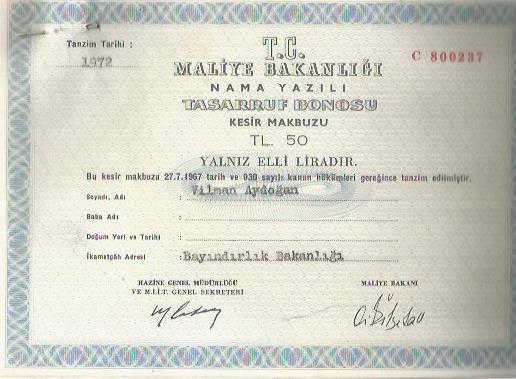 Tanzim Tarihi :
1972
T.C.
C 800237
MALİYE BAKANLIĞI
NAMA YAZILI
TASARRUF BONOSU
KESİR MAKBUZU
TL. 50
YALNIZ ELLİ LİRADIR.
Bu kesir makbuzu 27.7.1967 tarih ve 930 sayılı kanun hükümleri gereğince tanzim edilmiştir.
Soyadı, Adı : Vilman Aydoğan
Baba Adı :
Doğum Yeri ve Tarihi :
İkametgâh Adresi : Bayındırlık Bakanlığı
HAZİNE GENEL MÜDÜRLÜĞÜ
VE M.İ.İ.T. GENEL SEKRETERİ
MALİYE BAKANI